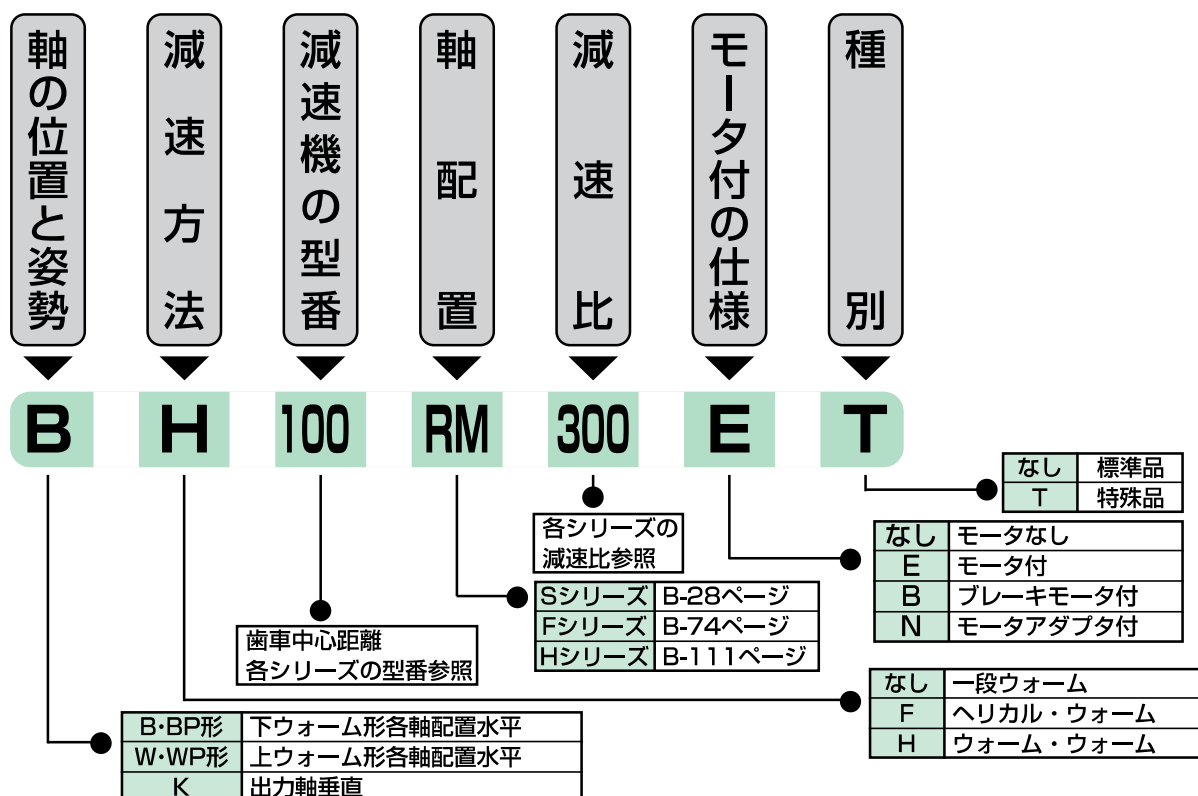 軸の位置と姿勢
減速方法
減速機の型番
軸配置
減速比
モータ付の仕様
種別
B H 100 RM 300 E T
なし 標準品
T 特殊品
各シリーズの
減速比参照
なし モータなし
E モータ付
B ブレーキモータ付
N モータアダプタ付
Sシリーズ B-28ページ
Fシリーズ B-74ページ
Hシリーズ B-111ページ
歯車中心距離
各シリーズの型番参照
なし 一段ウォーム
F ヘリカル・ウォーム
H ウォーム・ウォーム
B・BP形 下ウォーム形各軸配置水平
W・WP形 上ウォーム形各軸配置水平
K 出力軸垂直